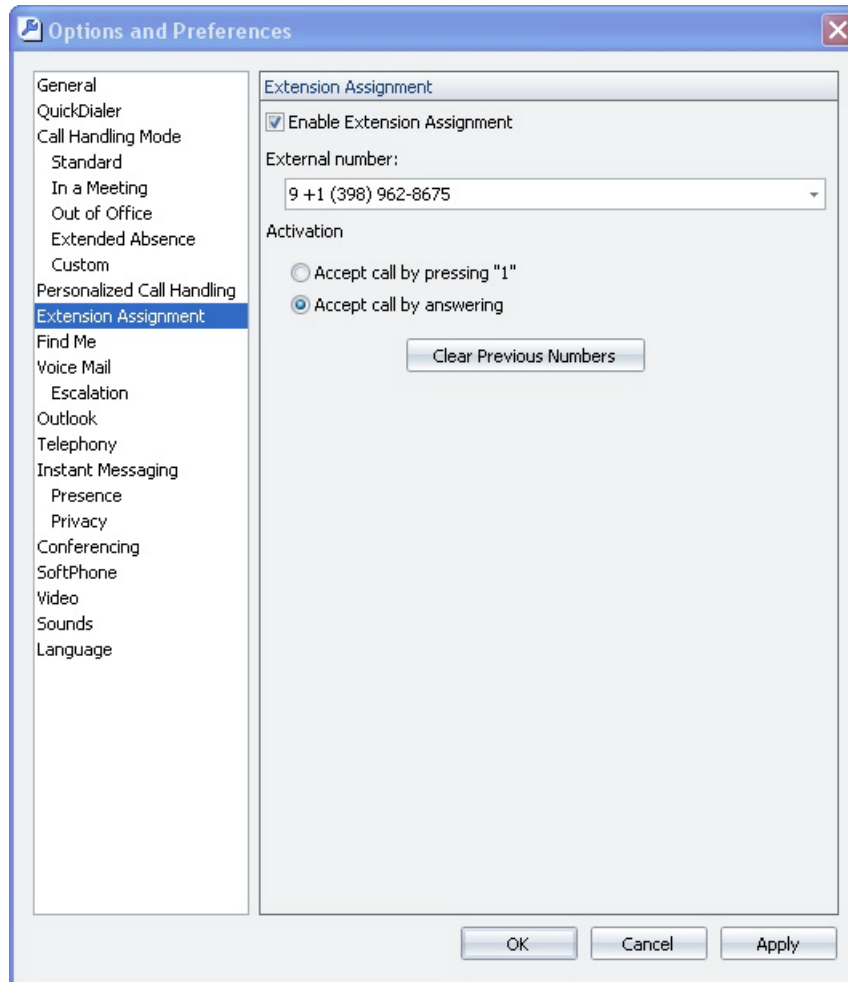 Options and Preferences
General
QuickDialer
Call Handling Mode
Standard
In a Meeting
Out of Office
Extended Absence
Custom
Personalized Call Handling
Extension Assignment
Find Me
Voice Mail
Escalation
Outlook
Telephony
Instant Messaging
Presence
Privacy
Conferencing
SoftPhone
Video
Sounds
Language
Extension Assignment
Enable Extension Assignment
External number:
9 +1 (398) 962-8675
Activation
Accept call by pressing "1"
Accept call by answering
Clear Previous Numbers
OK
Cancel
Apply